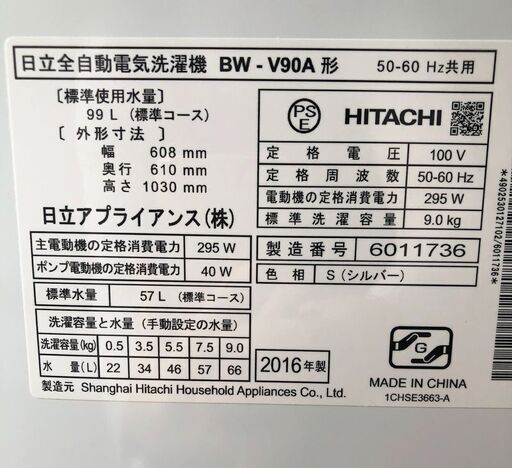 日立全自動電気洗濯機 BW - V90A 形 50-60 Hz共用
〔標準使用水量〕
99 L (標準コース)
〔 外 形 寸 法 〕
幅 608 mm
奥行 610 mm
高さ 1030 mm
日立アプライアンス(株)
主電動機の定格消費電力 295 W
ポンプ電動機の定格消費電力 40 W
標準水量 57 L (標準コース)
洗濯容量と水量 (手動設定の水量)
洗濯容量(kg) 0.5 3.5 5.5 7.5 9.0
水 量(L) 22 34 46 57 66
製造元 Shanghai Hitachi Household Appliances Co., Ltd.
PS
E
HITACHI
定格電圧 100 V
定格周波数 50-60 Hz
電動機の定格消費電力 295 W
標準洗濯容量 9.0 kg
製造番号 6011736
色相 S (シルバー)
2016 年製
G
MADE IN CHINA
1CHSE3663-A
*4902530127102/6011736*